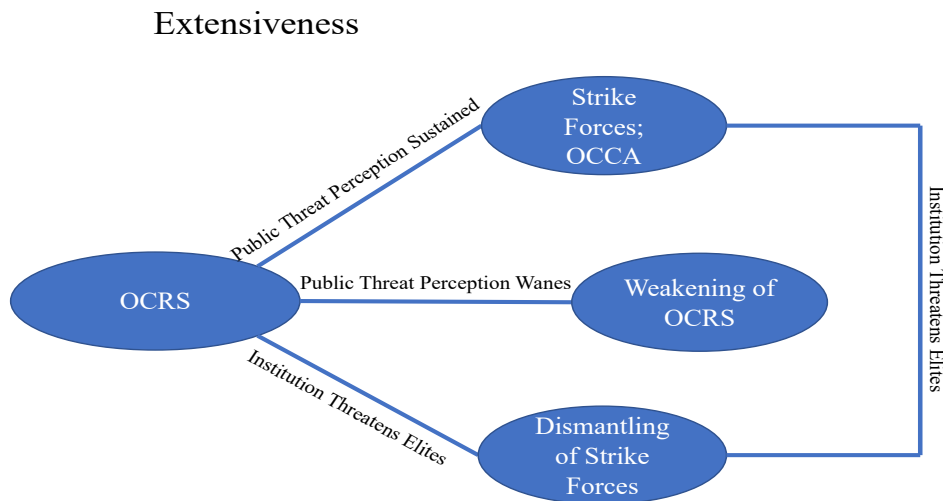 Extensiveness
Strike
Forces;
OCCA
Public Threat Perception Sustained
Institution Threatens Elites
OCRS
Public Threat Perception Wanes
Weakening of
OCRS
Institution Threatens Elites
Dismantling
of Strike
Forces